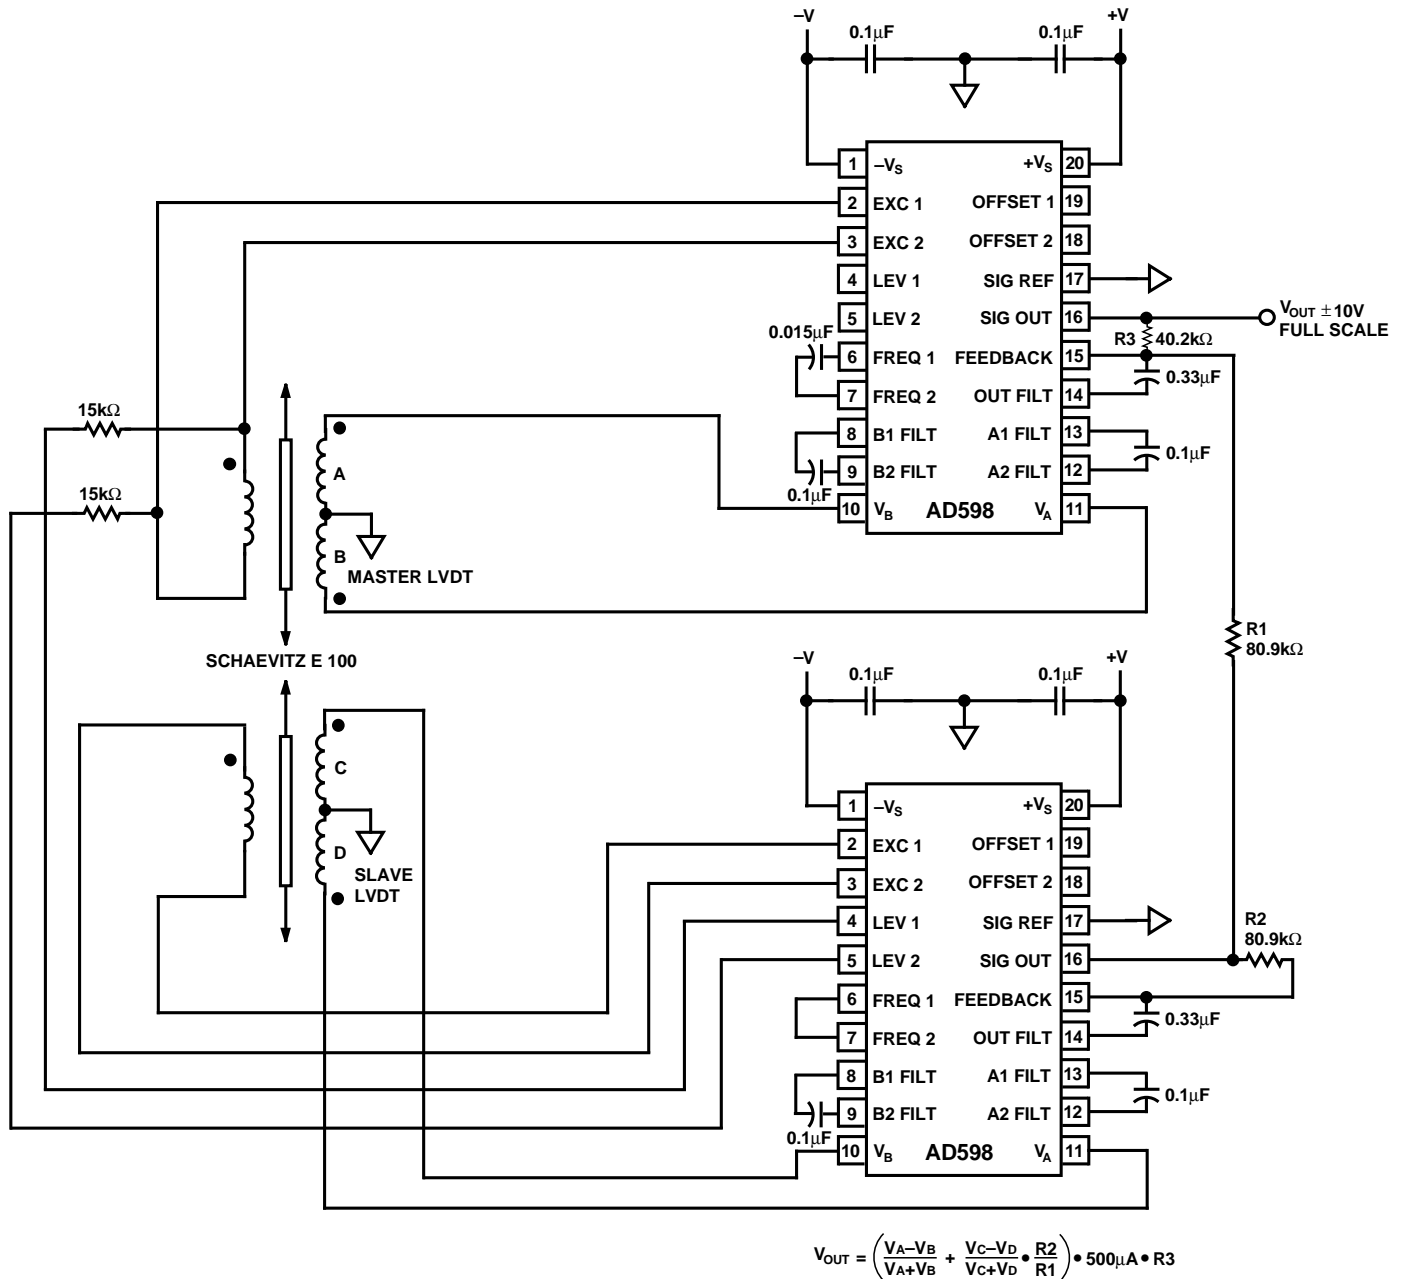 –V
+V
0.1μF
0.1μF
1 –VS
+VS 20
2 EXC 1
OFFSET 1 19
3 EXC 2
OFFSET 2 18
4 LEV 1
SIG REF 17
5 LEV 2
SIG OUT 16
VOUT ±10V
FULL SCALE
R3 40.2kΩ
0.015μF
6 FREQ 1
FEEDBACK 15
0.33μF
7 FREQ 2
OUT FILT 14
8 B1 FILT
A1 FILT 13
0.1μF
9 B2 FILT
A2 FILT 12
0.1μF
10 VB
AD598
VA 11
15kΩ
15kΩ
A
B
MASTER LVDT
SCHAEVITZ E 100
R1
80.9kΩ
–V
+V
0.1μF
0.1μF
C
D
SLAVE
LVDT
1 –VS
+VS 20
2 EXC 1
OFFSET 1 19
3 EXC 2
OFFSET 2 18
4 LEV 1
SIG REF 17
R2
80.9kΩ
5 LEV 2
SIG OUT 16
6 FREQ 1
FEEDBACK 15
0.33μF
7 FREQ 2
OUT FILT 14
8 B1 FILT
A1 FILT 13
0.1μF
9 B2 FILT
A2 FILT 12
0.1μF
10 VB
AD598
VA 11
VOUT = (VA–VB/VA+VB + VC–VD/VC+VD • R2/R1) • 500μA • R3